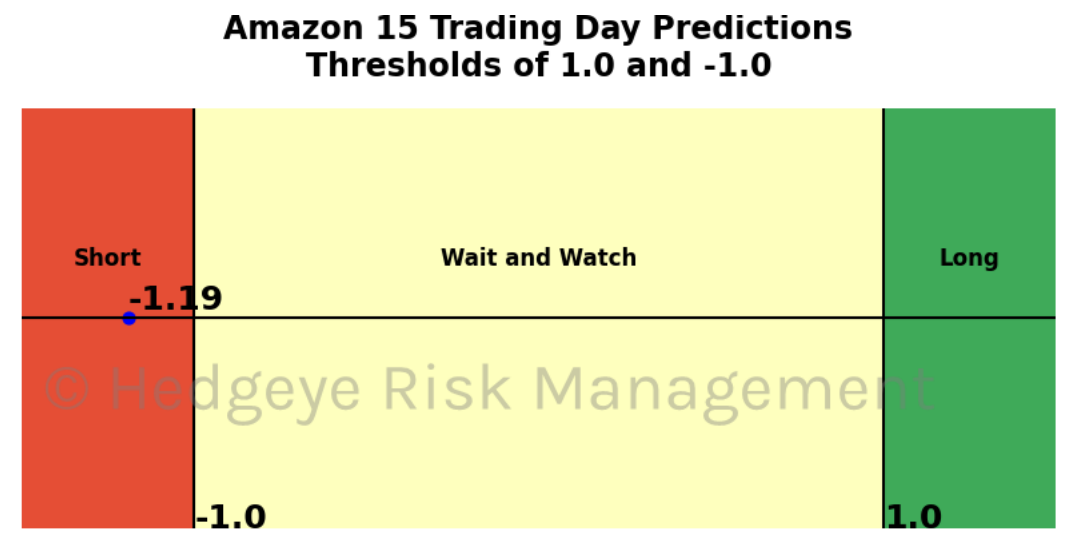 Amazon 15 Trading Day Predictions
Thresholds of 1.0 and -1.0
Short
Wait and Watch
Long
-1.19
© Hedgeye Risk Management
-1.0
1.0